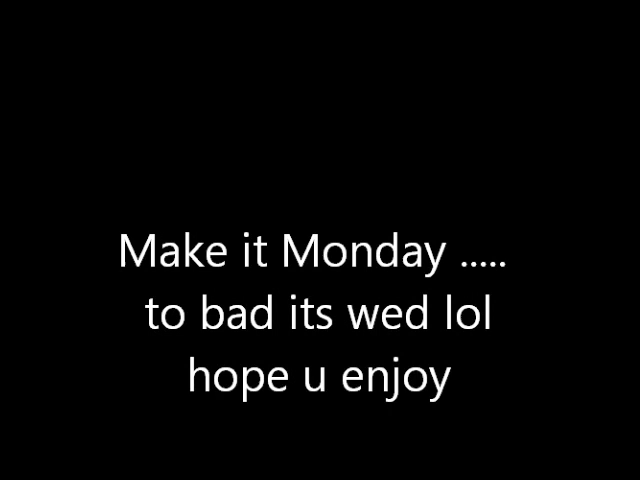 Make it Monday .....
to bad its wed lol
hope u enjoy